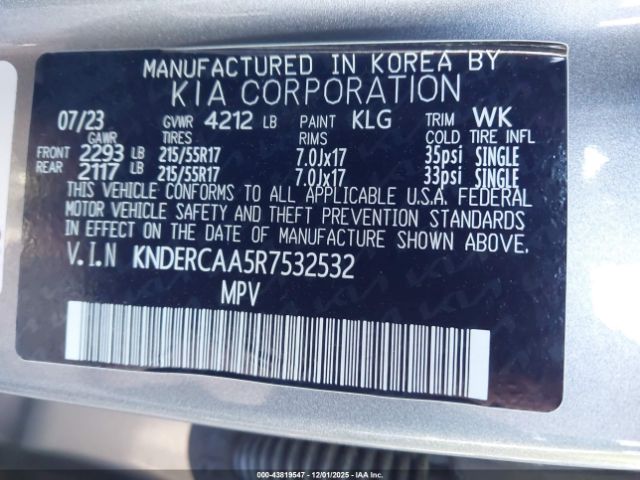 MANUFACTURED IN KOREA BY
KIA CORPORATION
07/23 GVWR 4212 LB PAINT KLG TRIM WK
GAWR TIRES RIMS COLD TIRE INFL
FRONT 2293 LB 215/55R17 7.0Jx17 35psi SINGLE
REAR 2117 LB 215/55R17 7.0Jx17 33psi SINGLE
THIS VEHICLE CONFORMS TO ALL APPLICABLE U.S.A. FEDERAL
MOTOR VEHICLE SAFETY AND THEFT PREVENTION STANDARDS
IN EFFECT ON THE DATE OF MANUFACTURE SHOWN ABOVE.
V.I.N KNDERCAA5R7532532
MPV
000-43819547 * 12/01/2025 * IAAI.COM